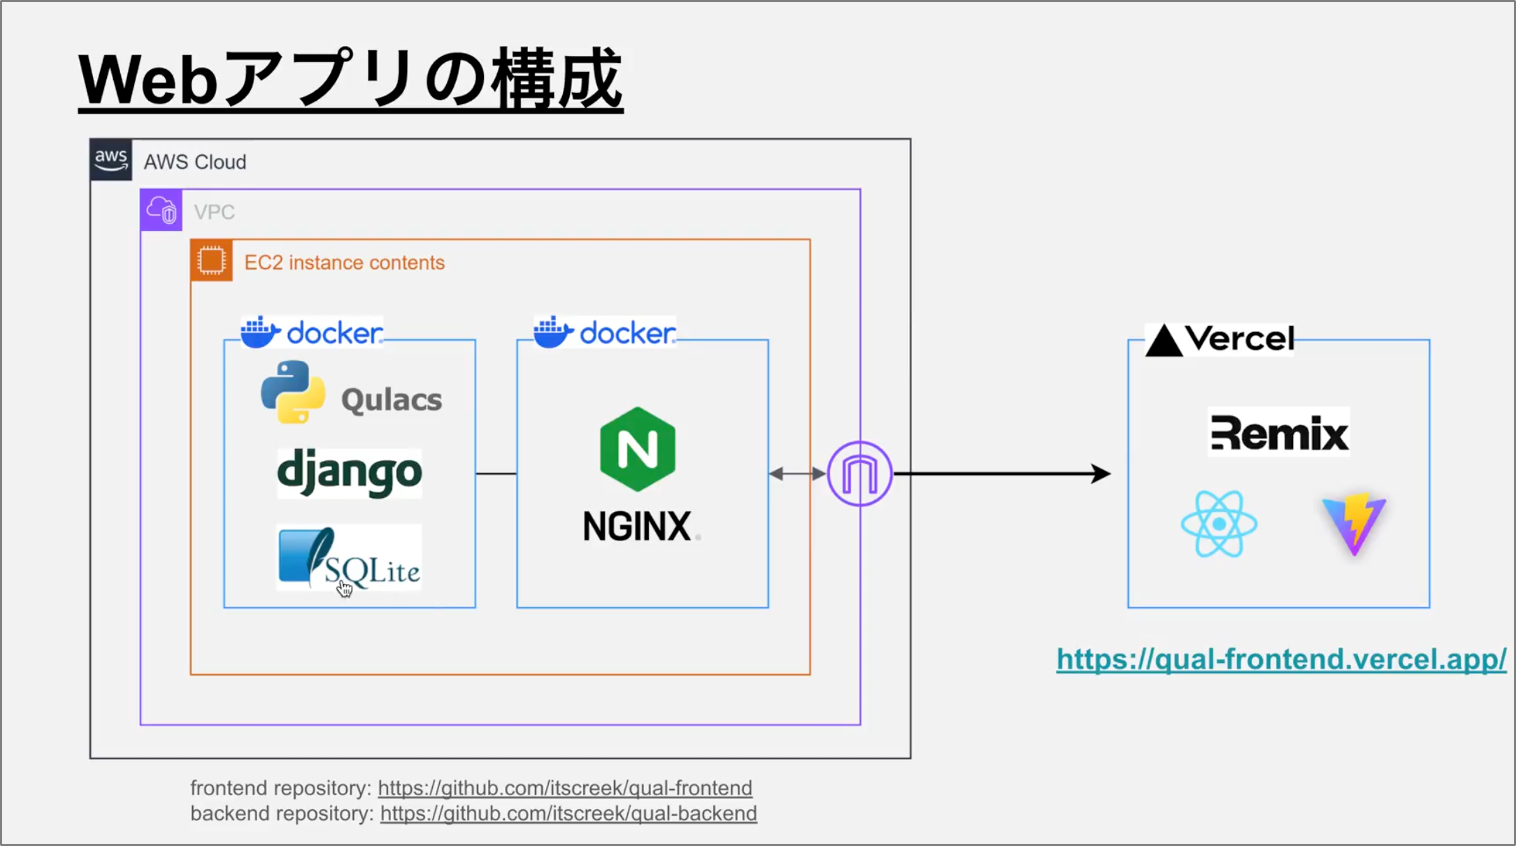 Webアプリの構成
aws
AWS Cloud
VPC
EC2 instance contents
docker
docker
Vercel
Qulacs
django
SQLite
N
NGINX
Remix
https://qual-frontend.vercel.app/
frontend repository: https://github.com/itscreek/qual-frontend
backend repository: https://github.com/itscreek/qual-backend